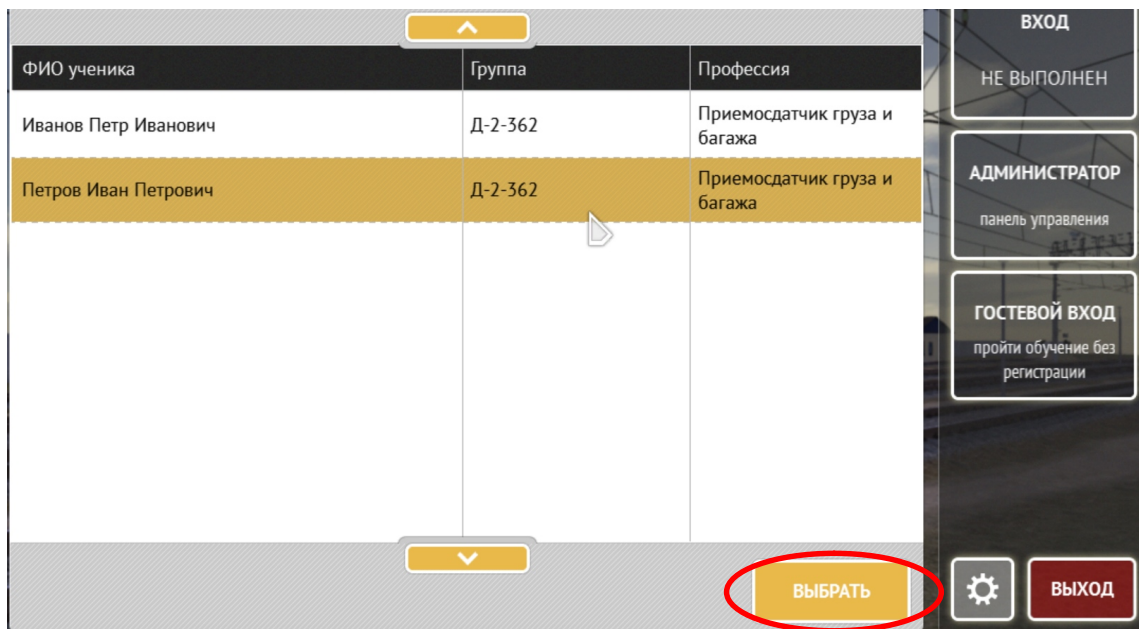 ФИО ученика Группа Профессия
Иванов Петр Иванович Д-2-362 Приемосдатчик груза и
багажа
Петров Иван Петрович Д-2-362 Приемосдатчик груза и
багажа
ВЫБРАТЬ
ВХОД
НЕ ВЫПОЛНЕН
АДМИНИСТРАТОР
панель управления
ГОСТЕВОЙ ВХОД
пройти обучение без
регистрации
ВЫХОД